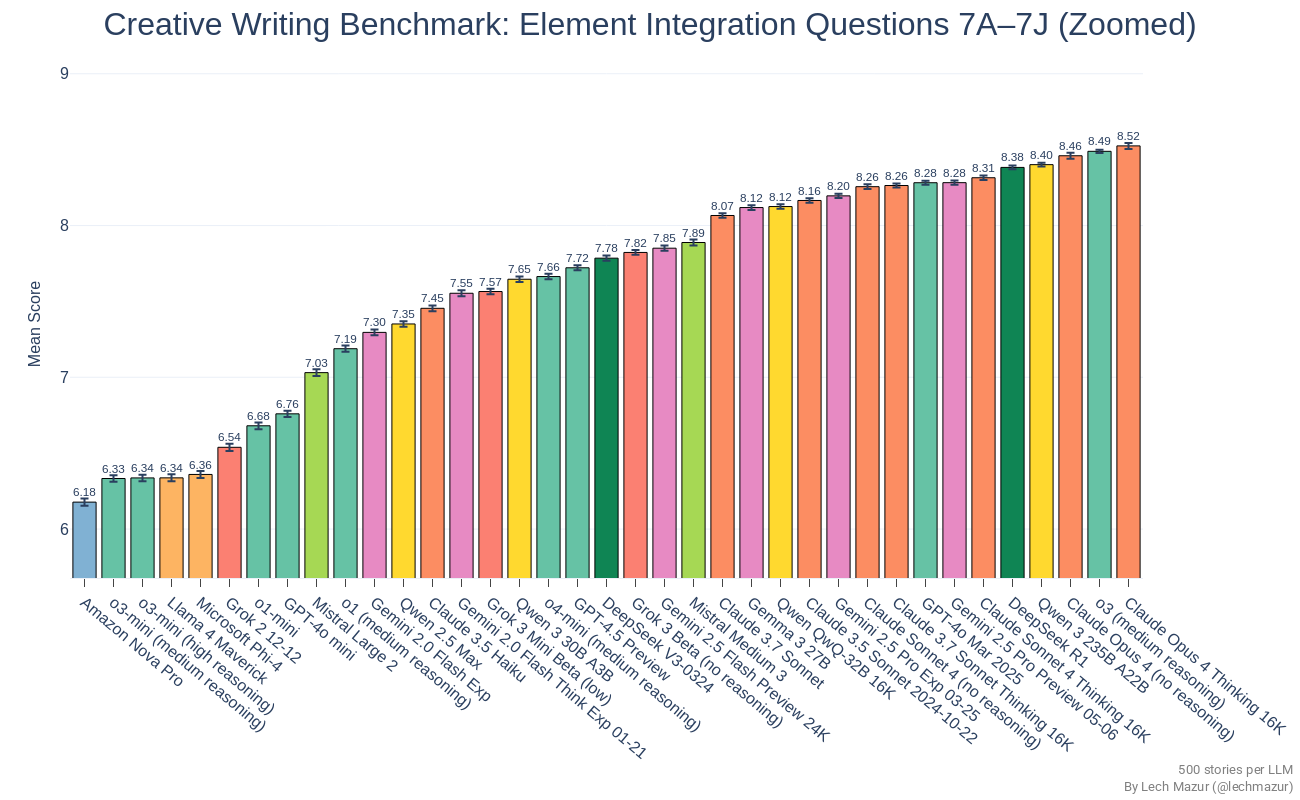 Creative Writing Benchmark: Element Integration Questions 7A–7J (Zoomed)
9
8
7
6
Mean Score
6.18
6.33
6.34
6.34
6.36
6.54
6.68
6.76
7.03
7.19
7.30
7.35
7.45
7.55
7.57
7.65
7.66
7.72
7.78
7.82
7.85
7.89
8.07
8.12
8.12
8.16
8.20
8.26
8.26
8.28
8.28
8.31
8.38
8.40
8.46
8.49
8.52
Amazon Nova Pro
o3-mini (medium reasoning)
o3-mini (high reasoning)
Llama 4 Maverick
Microsoft Phi-4
Grok 2 12-12
o1-mini
GPT-4o mini
Mistral Large 2
o1 (medium reasoning)
Gemini 2.0 Flash Exp
Qwen 2.5 Max
Claude 3.5 Haiku
Gemini 2.0 Flash Think Exp 01-21
Grok 3 Mini Beta (low)
Qwen 3 30B A3B
o4-mini (medium reasoning)
GPT-4.5 Preview
DeepSeek V3-0324
Grok 3 Beta (no reasoning)
Gemini 2.5 Flash Preview 24K
Mistral Medium 3
Claude 3.7 Sonnet
Gemma 3 27B
Qwen QwQ-32B 16K
Claude 3.5 Sonnet 2024-10-22
Gemini 2.5 Pro Exp 03-25
Claude Sonnet 4 (no reasoning)
Claude 3.7 Sonnet Thinking 16K
GPT-4o Mar 2025
Gemini 2.5 Pro Preview 05-06
Claude Sonnet 4 Thinking 16K
DeepSeek R1
Qwen 3 235B A22B
Claude Opus 4 (no reasoning)
o3 (medium reasoning)
Claude Opus 4 Thinking 16K
500 stories per LLM
By Lech Mazur (@lechmazur)